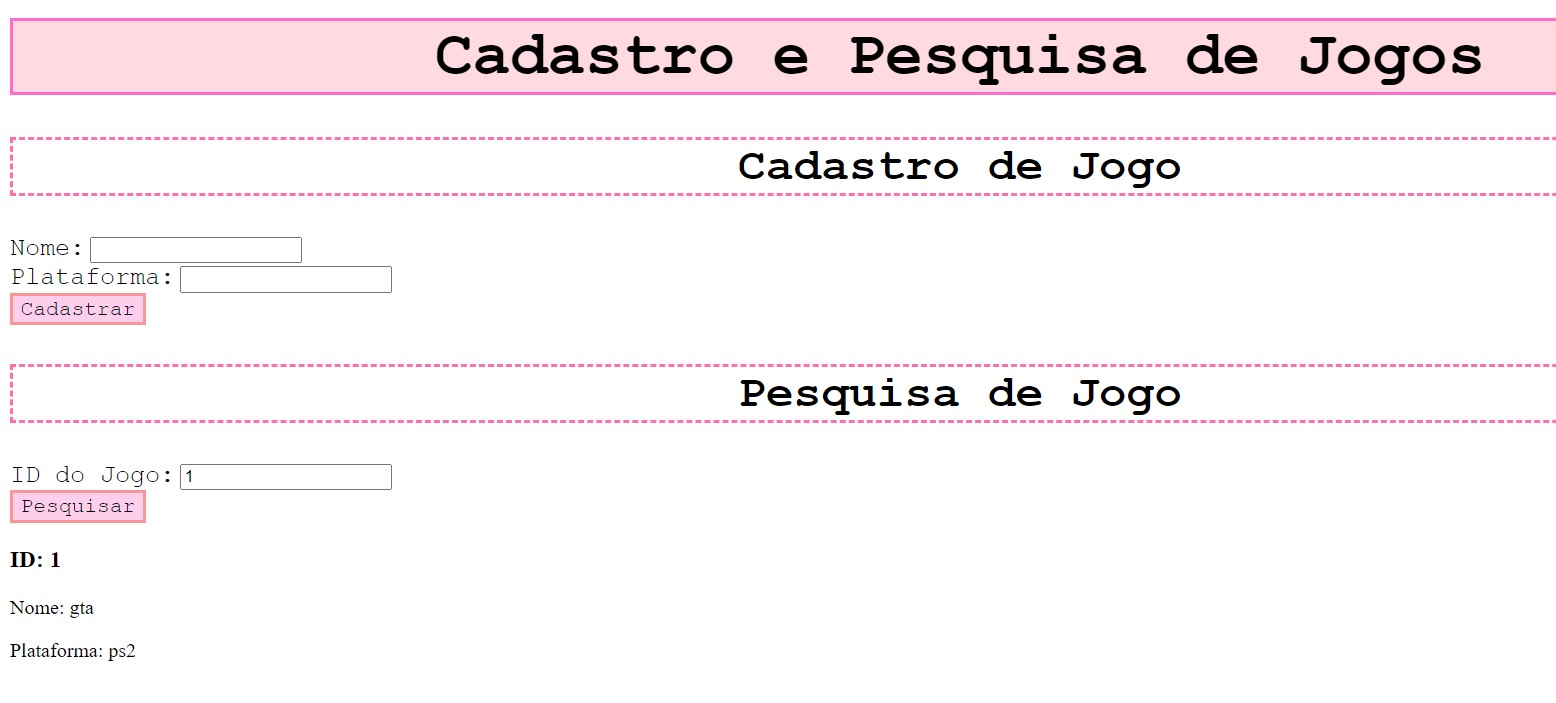 Cadastro e Pesquisa de Jogos
Cadastro de Jogo
Nome:
Plataforma:
Cadastrar
Pesquisa de Jogo
ID do Jogo: 1
Pesquisar
ID: 1
Nome: gta
Plataforma: ps2